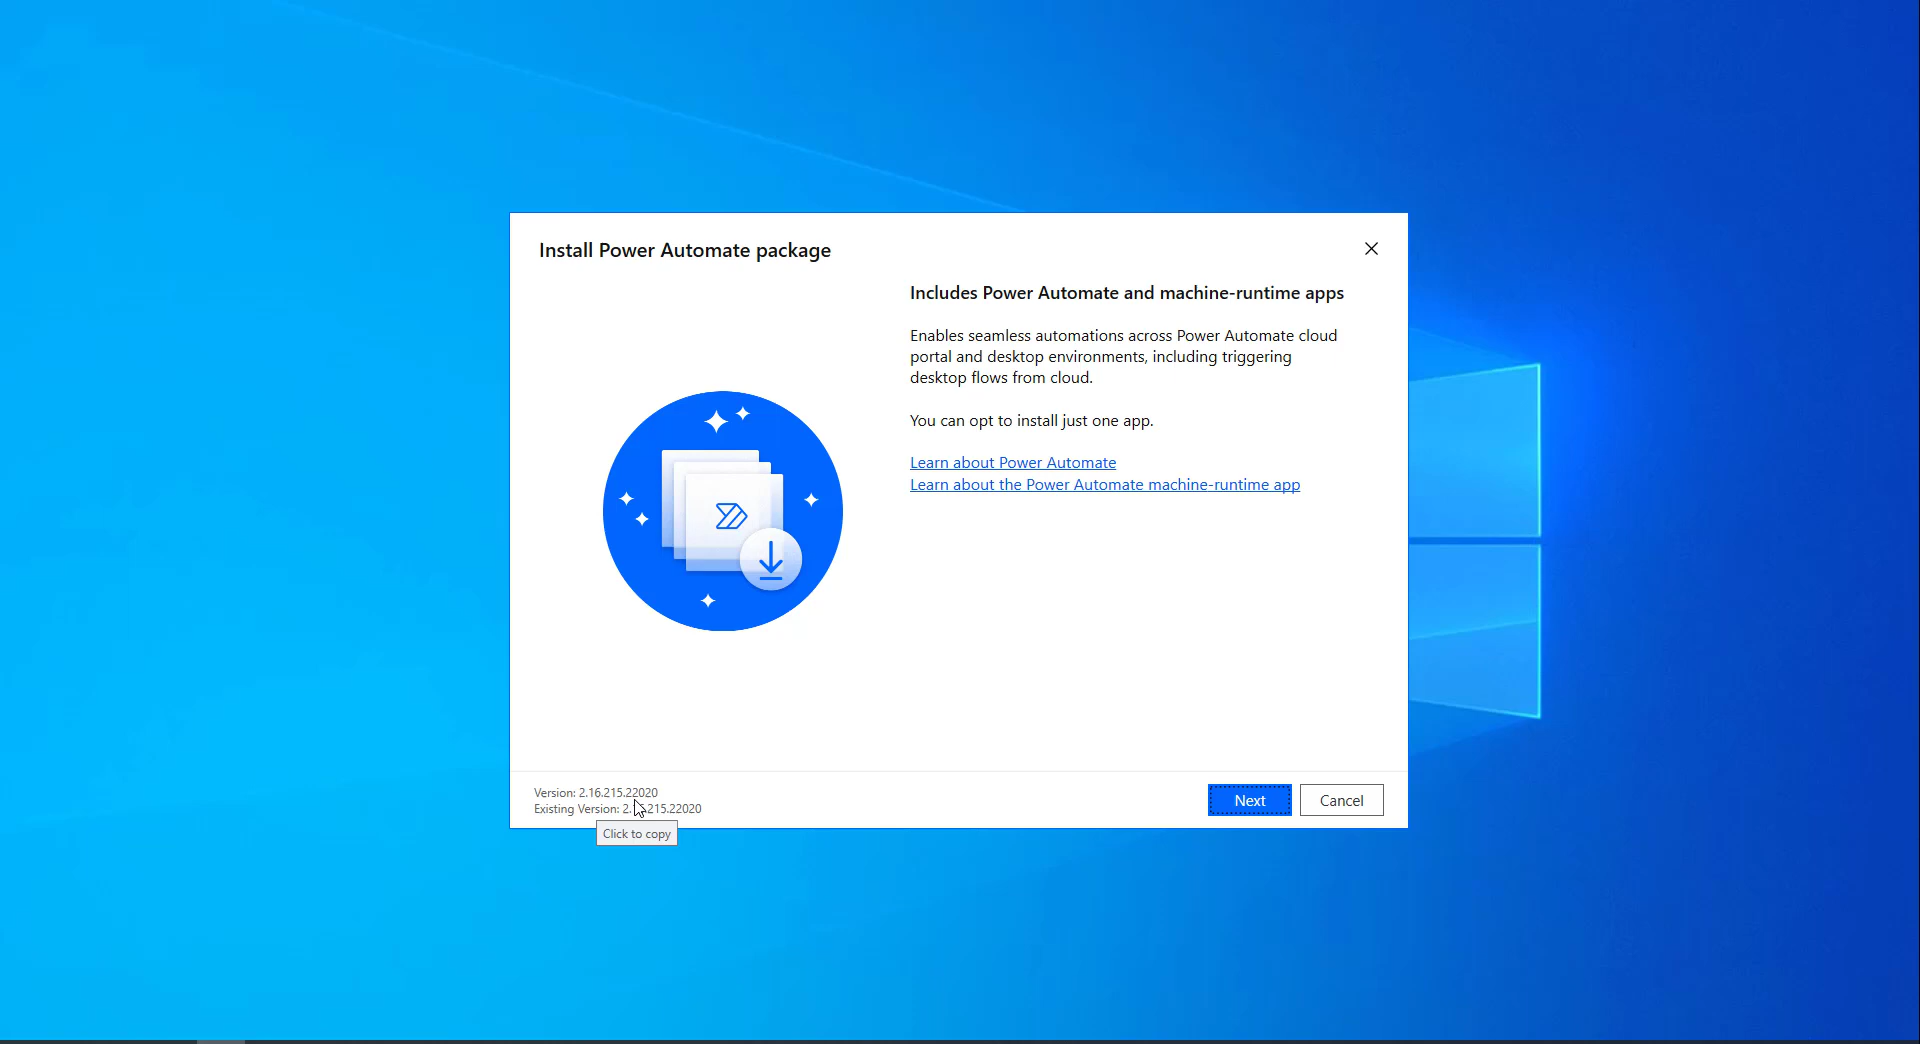 Install Power Automate package
Includes Power Automate and machine-runtime apps
Enables seamless automations across Power Automate cloud
portal and desktop environments, including triggering
desktop flows from cloud.
You can opt to install just one app.
Learn about Power Automate
Learn about the Power Automate machine-runtime app
Version: 2.16.215.22020
Existing Version: 2. 215.22020
Next
Cancel
Click to copy